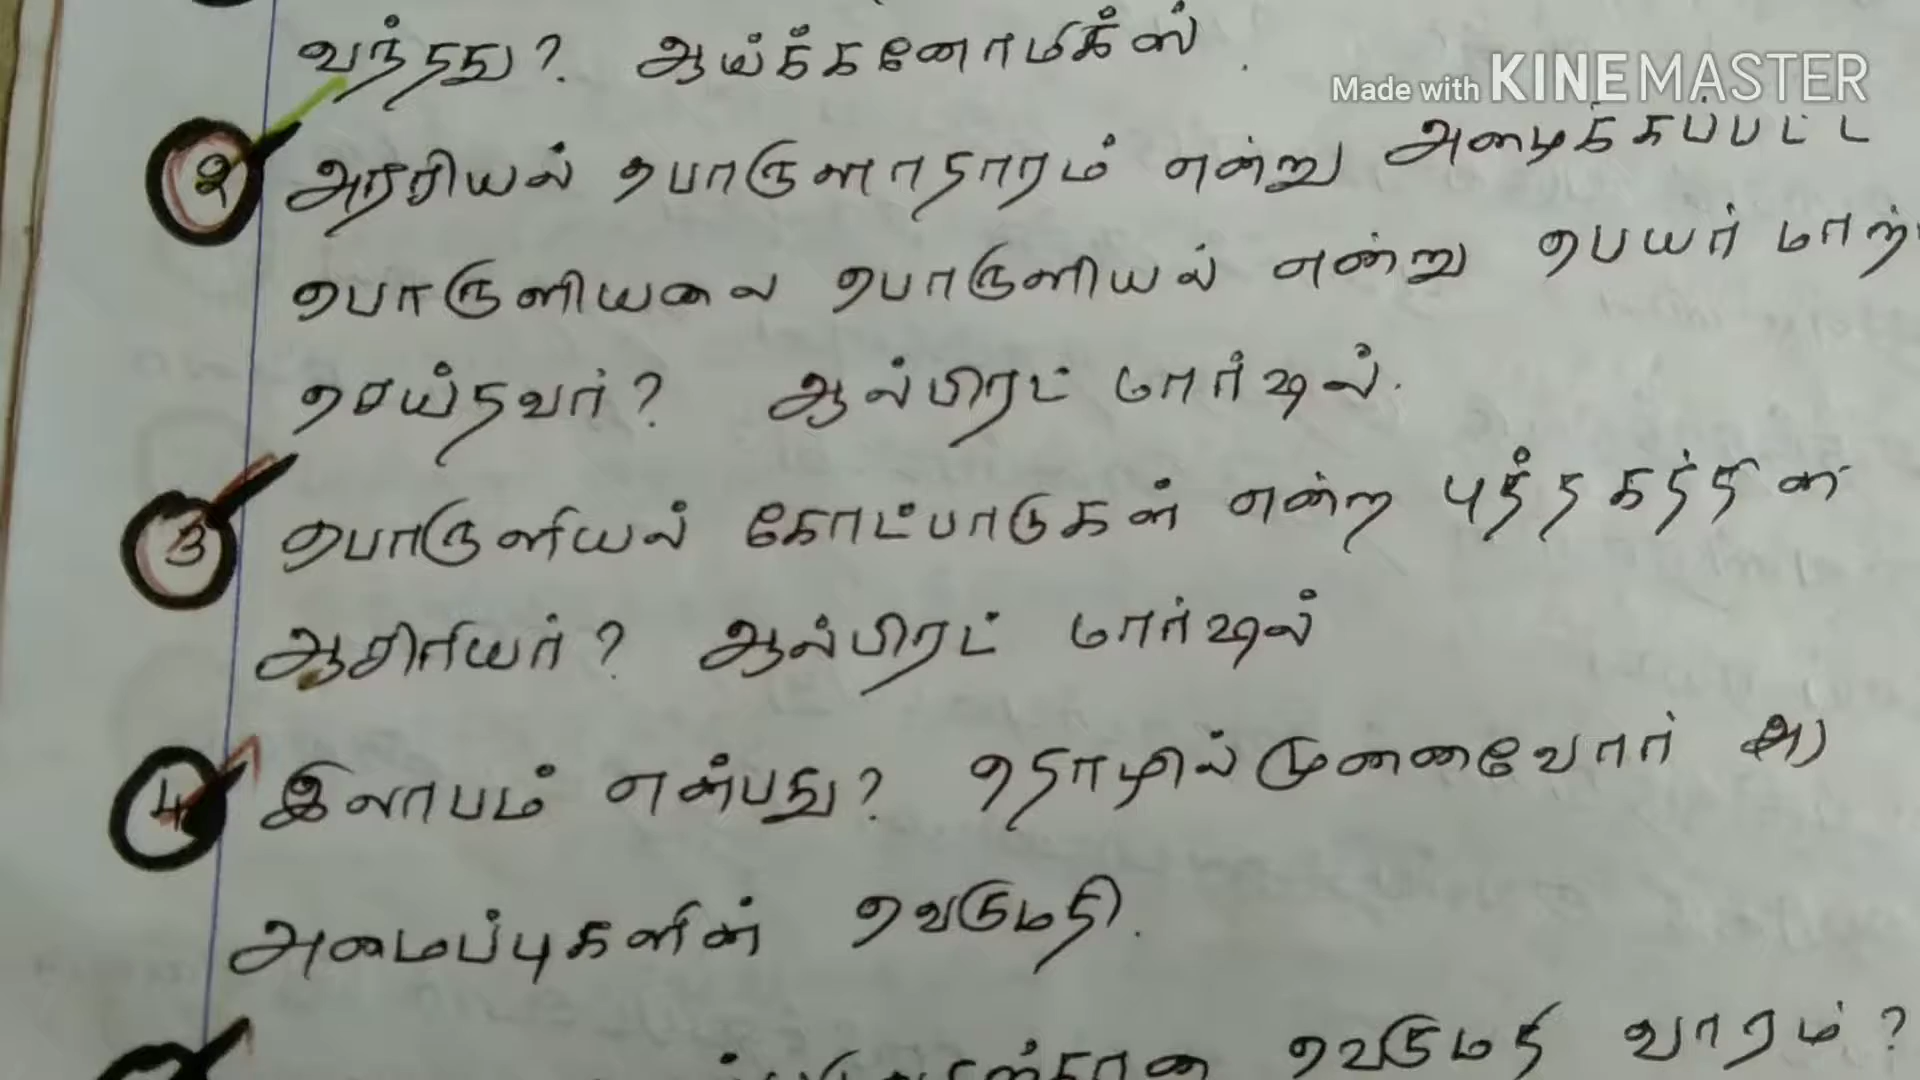 வந்தது? ஆய்க்கனோமிக்ஸ்.
Made with KINEMASTER
2 அரசியல் பொருளாதாரம் என்று அழைக்கப்பட்ட
பொருளியலை பொருளியல் என்று பெயர் மாற்
செய்தவர்? ஆல்பிரட் மார்ஷல்.
3 பொருளியல் கோட்பாடுகள் என்ற புத்தகத்தின்
ஆசிரியர்? ஆல்பிரட் மார்ஷல்
4 இலாபம் என்பது? தொழில்முனைவோர்
அமைப்புகளின் வெகுமதி.
வெகுமதி வாரம்?